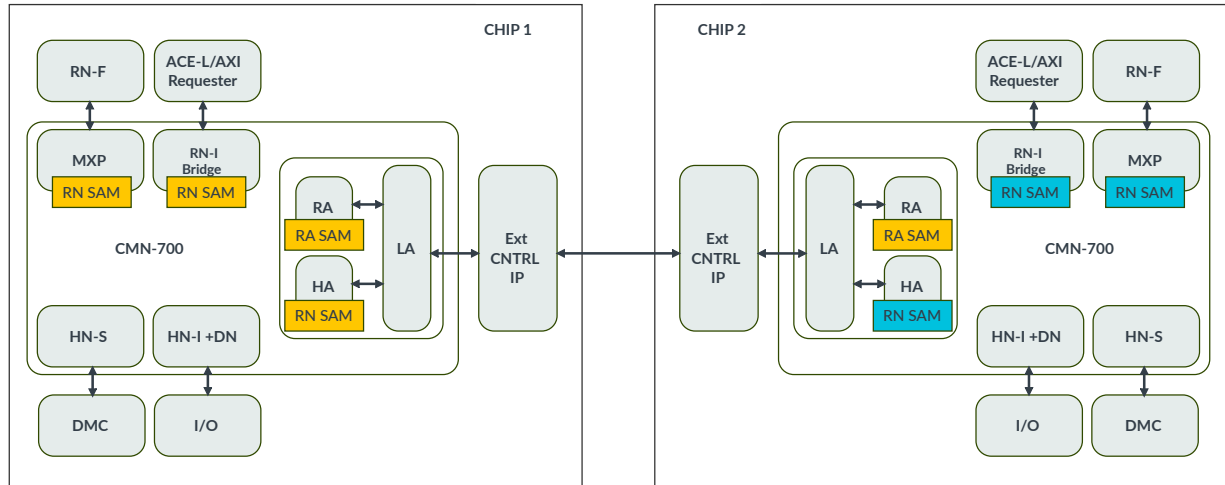 CHIP 1
RN-F
ACE-L/AXI
Requester
MXP
RN SAM
RN-I
Bridge
RN SAM
CMN-700
RA
RA SAM
HA
RN SAM
LA
Ext
CNTRL
IP
HN-S
HN-I +DN
DMC
I/O
CHIP 2
ACE-L/AXI
Requester
RN-F
RN-I
Bridge
RN SAM
MXP
RN SAM
Ext
CNTRL
IP
LA
RA
RA SAM
HA
RN SAM
CMN-700
HN-I +DN
HN-S
I/O
DMC